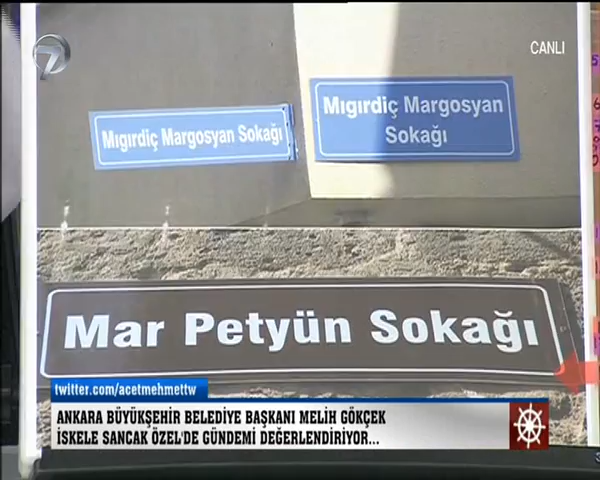 7
CANLI
Mıgırdiç Margosyan Sokağı
Mıgırdiç Margosyan
Sokağı
Mar Petyün Sokağı
twitter.com/acetmehmettw
ANKARA BÜYÜKŞEHİR BELEDİYE BAŞKANI MELİH GÖKÇEK
İSKELE SANCAK ÖZEL'DE GÜNDEMİ DEĞERLENDİRİYOR...